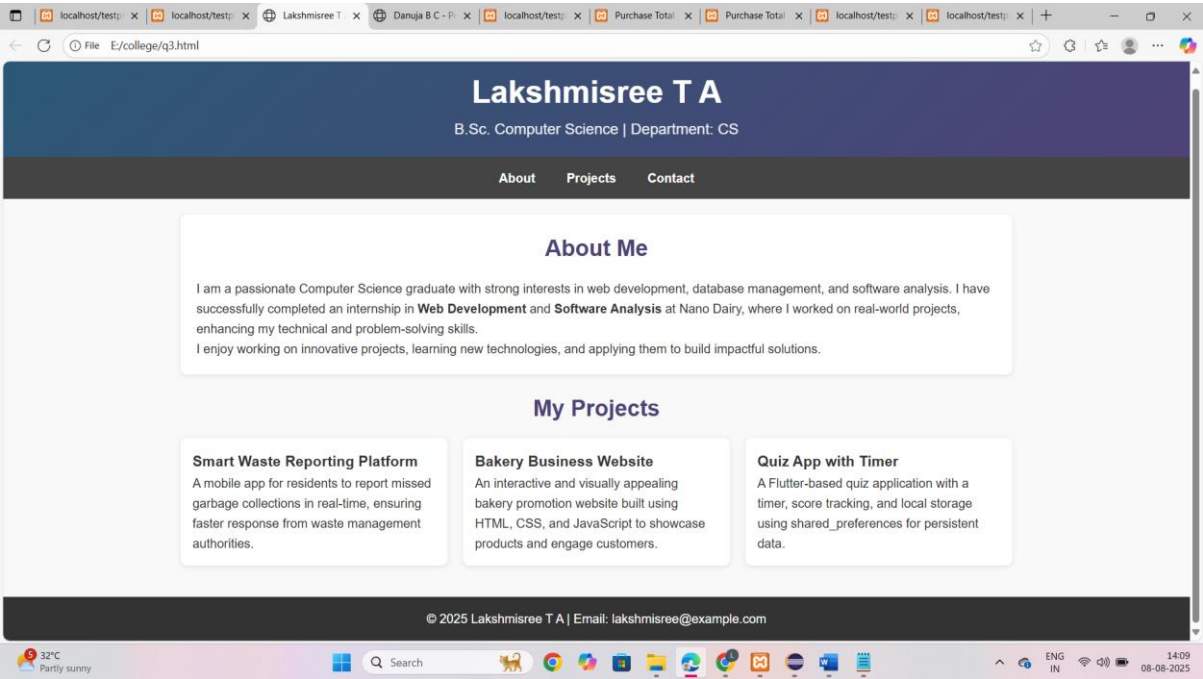 localhost/testp
localhost/testp
Lakshmisree T
Danuja B C - P
localhost/testp
Purchase Total
Purchase Total
localhost/testp
localhost/testp
File E:/college/q3.html
Lakshmisree T A
B.Sc. Computer Science | Department: CS
About Projects Contact
About Me
I am a passionate Computer Science graduate with strong interests in web development, database management, and software analysis. I have
successfully completed an internship in Web Development and Software Analysis at Nano Dairy, where I worked on real-world projects,
enhancing my technical and problem-solving skills.
I enjoy working on innovative projects, learning new technologies, and applying them to build impactful solutions.
My Projects
Smart Waste Reporting Platform
A mobile app for residents to report missed
garbage collections in real-time, ensuring
faster response from waste management
authorities.
Bakery Business Website
An interactive and visually appealing
bakery promotion website built using
HTML, CSS, and JavaScript to showcase
products and engage customers.
Quiz App with Timer
A Flutter-based quiz application with a
timer, score tracking, and local storage
using shared_preferences for persistent
data.
© 2025 Lakshmisree T A | Email: lakshmisree@example.com
5
32°C
Partly sunny
Search
ENG
IN
14:09
08-08-2025